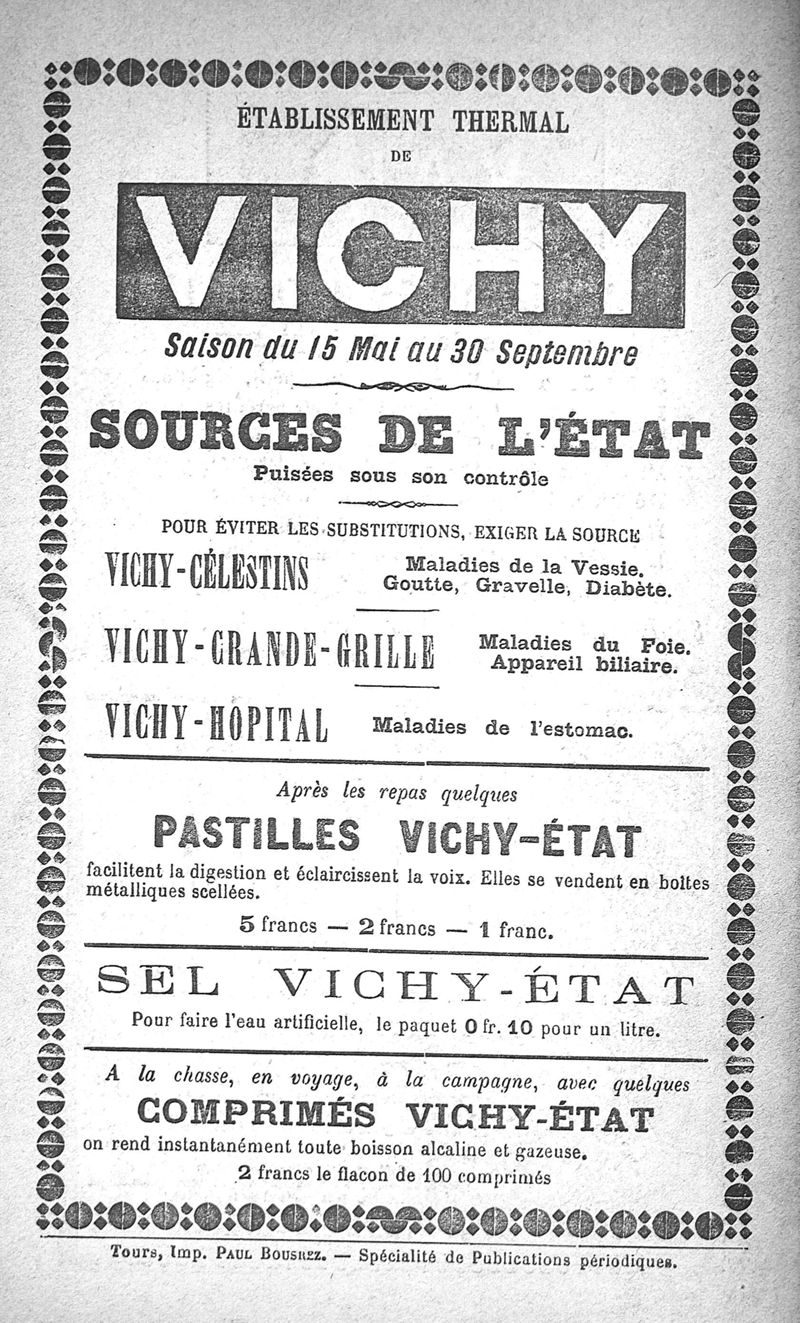 ÉTABLISSEMENT THERMAL
DE
VICHY
Saison du 15 Mai au 30 Septembre
SOURCES DE L'ÉTAT
Puisées sous son contrôle
POUR ÉVITER LES SUBSTITUTIONS, EXIGER LA SOURCE
VICHY-CÉLESTINS Maladies de la Vessie.
Goutte, Gravelle, Diabète.
VICHY-GRANDE-GRILLE Maladies du Foie.
Appareil biliaire.
VICHY-HÔPITAL Maladies de l'estomac.
Après les repas quelques
PASTILLES VICHY-ÉTAT
facilitent la digestion et éclaircissent la voix. Elles se vendent en boîtes
métalliques scellées.
5 francs — 2 francs — 1 franc.
SEL VICHY-ÉTAT
Pour faire l'eau artificielle, le paquet 0 fr. 10 pour un litre.
A la chasse, en voyage, à la campagne, avec quelques
COMPRIMÉS VICHY-ÉTAT
on rend instantanément toute boisson alcaline et gazeuse.
2 francs le flacon de 100 comprimés
Tours, Imp. PAUL BOUSREZ. — Spécialité de Publications périodiques.